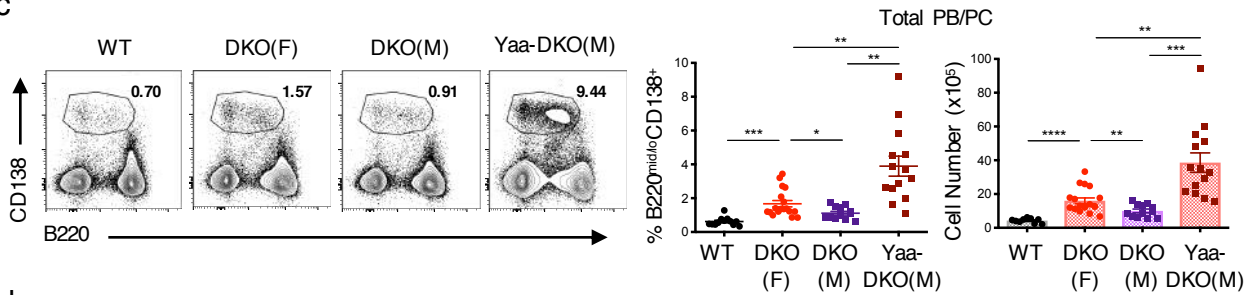 c
WT
DKO(F)
DKO(M)
Yaa-DKO(M)
0.70
1.57
0.91
9.44
CD138
B220
Total PB/PC
% B220mid/loCD138+
10
8
6
4
2
0
***
*
**
**
WT
DKO
(F)
DKO
(M)
Yaa-
DKO(M)
Cell Number (x10⁵)
100
80
60
40
20
0
****
**
***
**
WT
DKO
(F)
DKO
(M)
Yaa-
DKO(M)